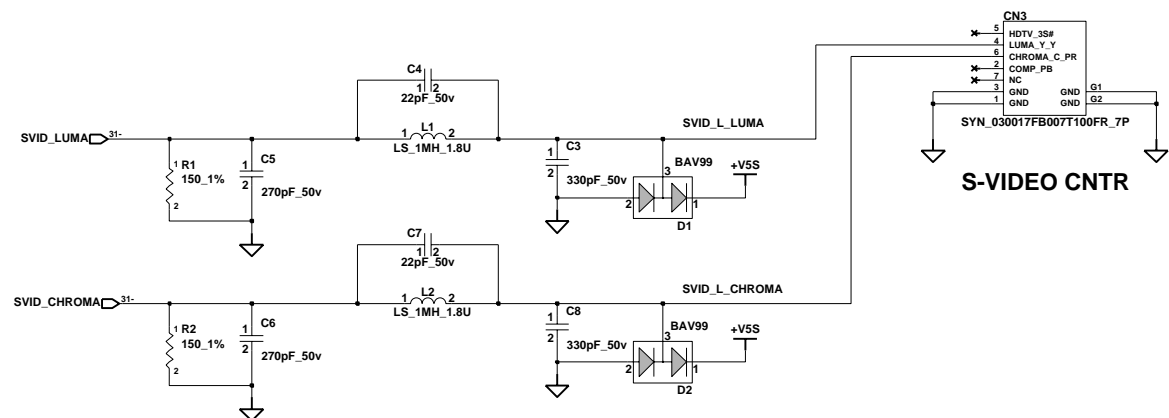 CN3
5 HDTV_3S#
4 LUMA_Y_Y
6 CHROMA_C_PR
2 COMP_PB
7 NC
3 GND GND G1
1 GND GND G2
SYN_030017FB007T100FR_7P
S-VIDEO CNTR
C4
1 2
22pF_50v
SVID_LUMA 31-
1 L1 2
LS_1MH_1.8U
SVID_L_LUMA
1 R1
150_1%
2
1 C5
2
270pF_50v
C3
1
2
330pF_50v
BAV99
3
+V5S
2 1
D1
C7
1 2
22pF_50v
SVID_CHROMA 31-
1 L2 2
LS_1MH_1.8U
SVID_L_CHROMA
1 R2
150_1%
2
1 C6
2
270pF_50v
C8
1
2
330pF_50v
BAV99
3
+V5S
2 1
D2